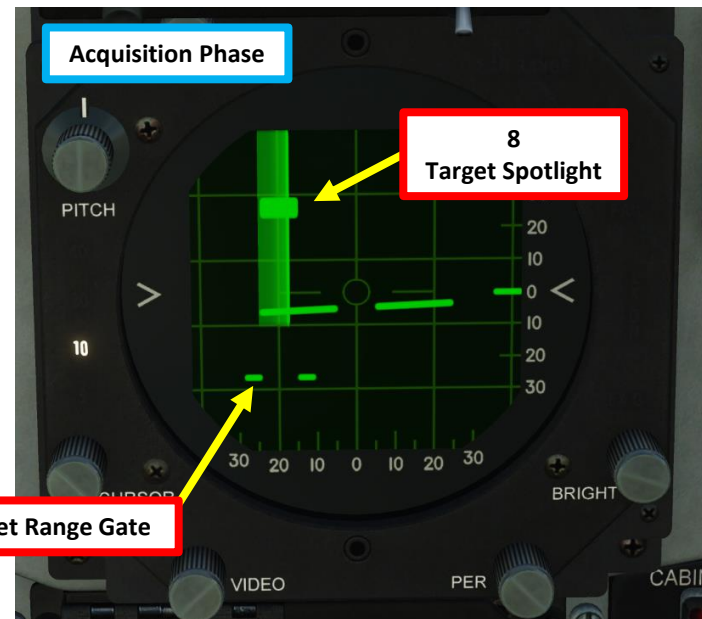 Acquisition Phase
8
Target Spotlight
PITCH
20
10
> 0 <
10
10
20
30
30 20 10 0 10 20 30
BRIGHT
et Range Gate
VIDEO
PER
CABIN